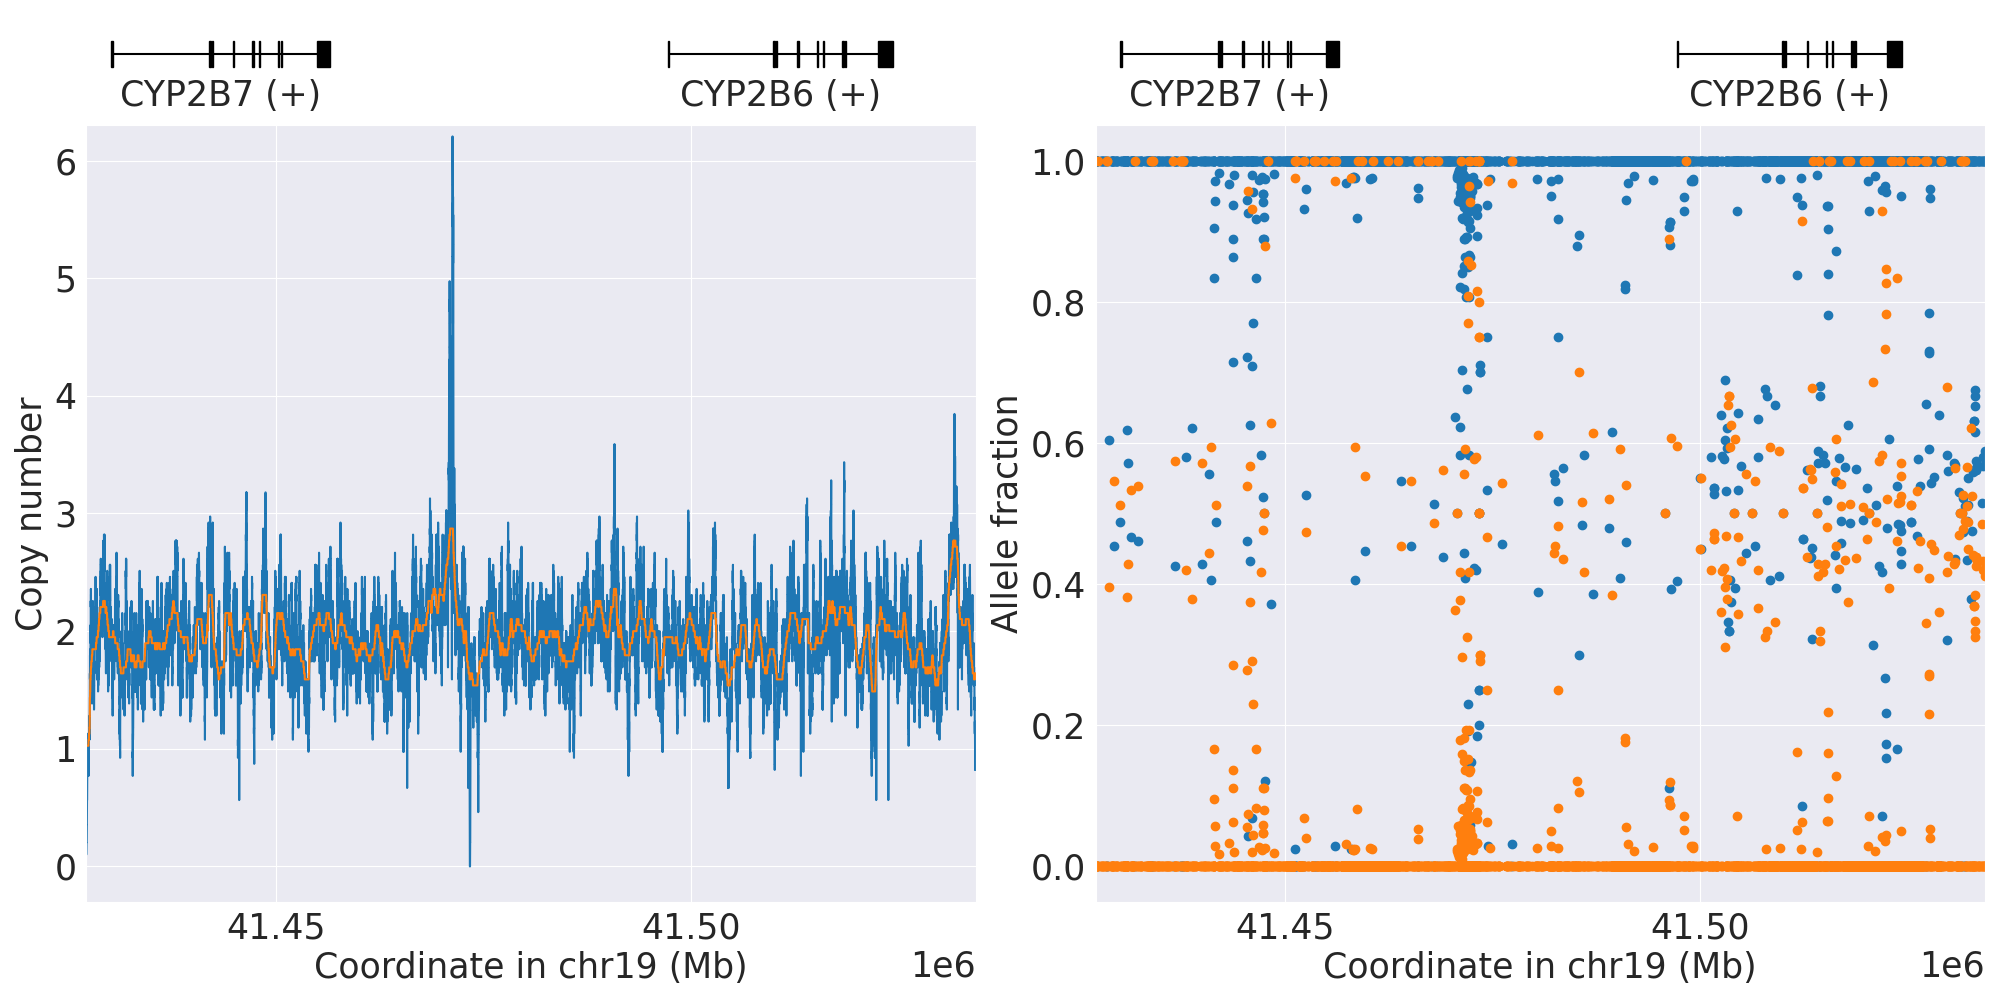 CYP2B7 (+)
CYP2B6 (+)
6
5
4
3
2
1
0
Copy number
41.45
41.50
Coordinate in chr19 (Mb)
1e6
CYP2B7 (+)
CYP2B6 (+)
1.0
0.8
0.6
0.4
0.2
0.0
Allele fraction
41.45
41.50
Coordinate in chr19 (Mb)
1e6